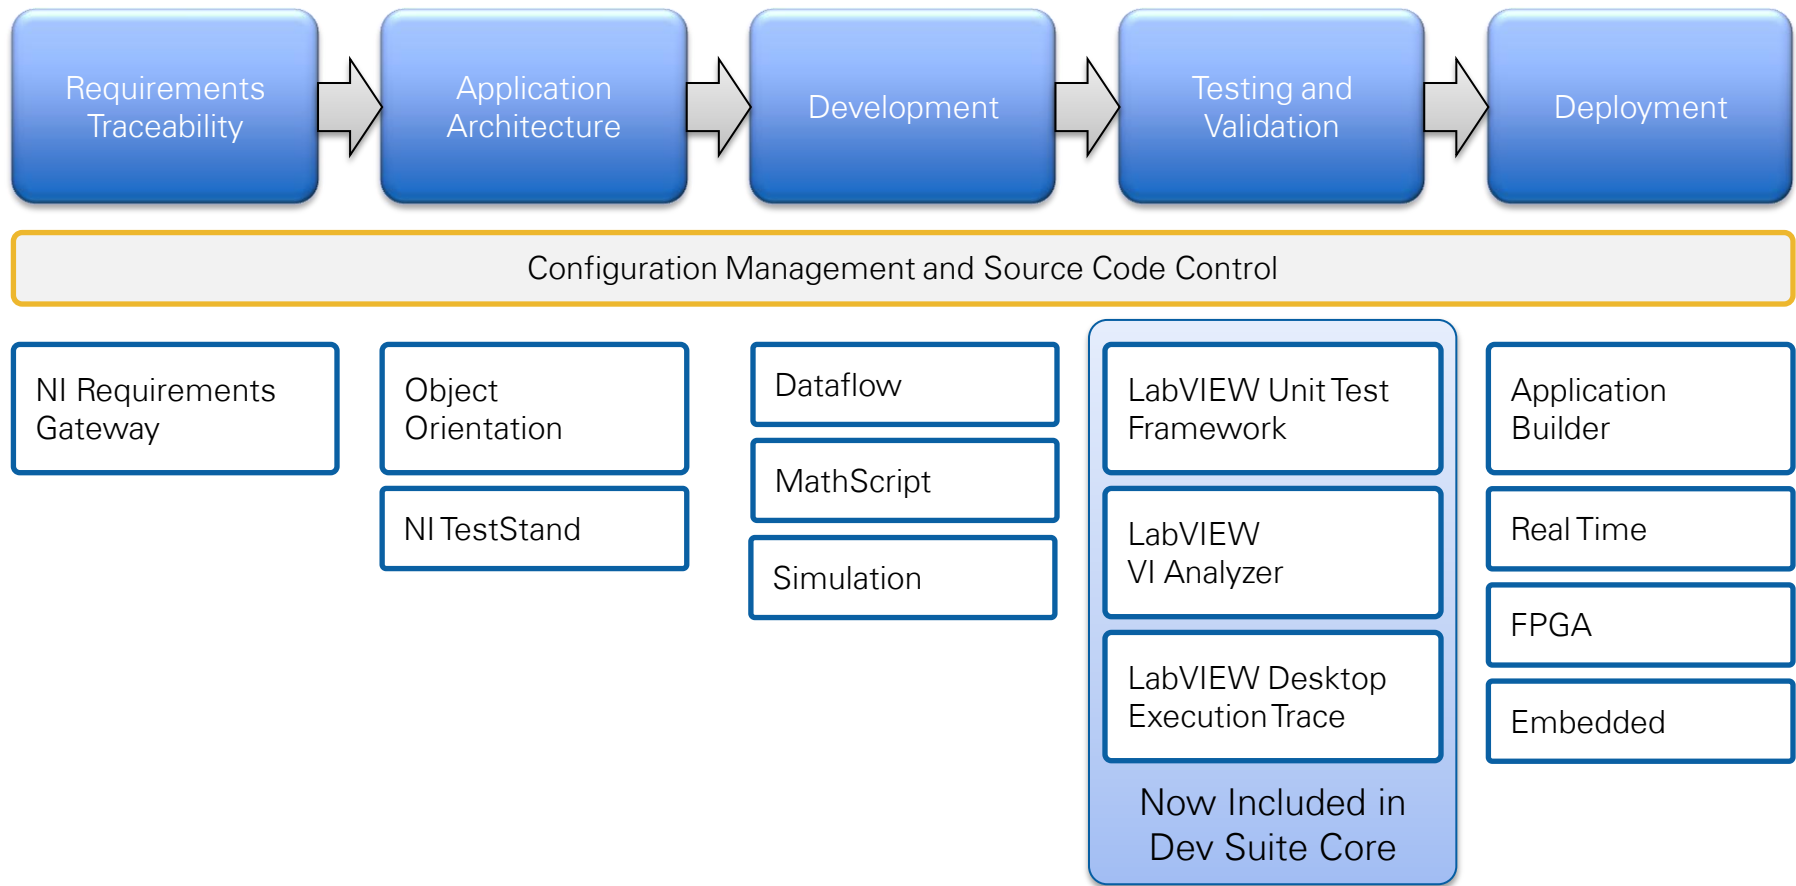 Requirements
Traceability
Application
Architecture
Development
Testing and
Validation
Deployment
Configuration Management and Source Code Control
NI Requirements
Gateway
Object
Orientation
NI TestStand
Dataflow
MathScript
Simulation
LabVIEW Unit Test
Framework
LabVIEW
VI Analyzer
LabVIEW Desktop
Execution Trace
Now Included in
Dev Suite Core
Application
Builder
Real Time
FPGA
Embedded